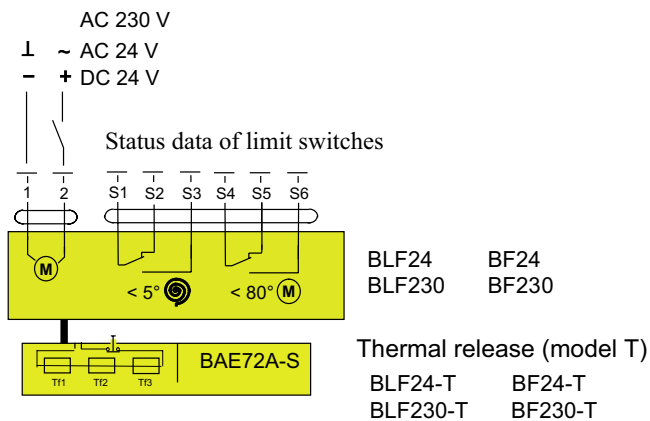 AC 230 V
⊥ ~ AC 24 V
− + DC 24 V
Status data of limit switches
1 2 S1 S2 S3 S4 S5 S6
M
< 5° < 80° M
BLF24 BF24
BLF230 BF230
BAE72A-S
Tf1 Tf2 Tf3
Thermal release (model T)
BLF24-T BF24-T
BLF230-T BF230-T